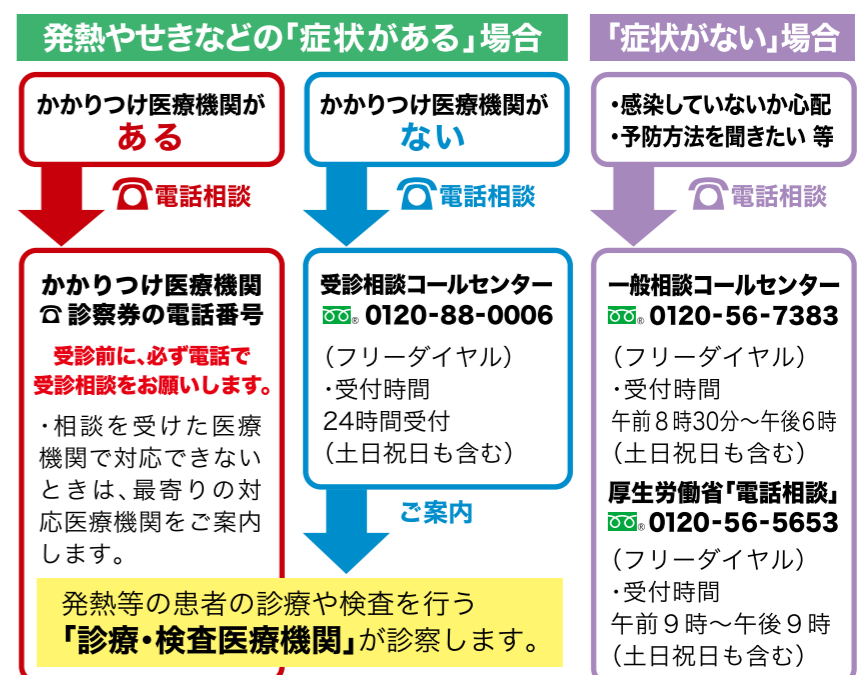 発熱やせきなどの「症状がある」場合
かかりつけ医療機関が
ある
☎電話相談
かかりつけ医療機関
☎診察券の電話番号
受診前に、必ず電話で
受診相談をお願いします。
・相談を受けた医療
機関で対応できない
ときは、最寄りの対
応医療機関をご案内
します。
かかりつけ医療機関が
ない
☎電話相談
受診相談コールセンター
0120-88-0006
（フリーダイヤル）
・受付時間
24時間受付
（土日祝日も含む）
ご案内
発熱等の患者の診療や検査を行う
「診療・検査医療機関」が診察します。
「症状がない」場合
・感染していないか心配
・予防方法を聞きたい 等
☎電話相談
一般相談コールセンター
0120-56-7383
（フリーダイヤル）
・受付時間
午前８時30分～午後6時
（土日祝日も含む）
厚生労働省「電話相談」
0120-56-5653
（フリーダイヤル）
・受付時間
午前９時～午後９時
（土日祝日も含む）